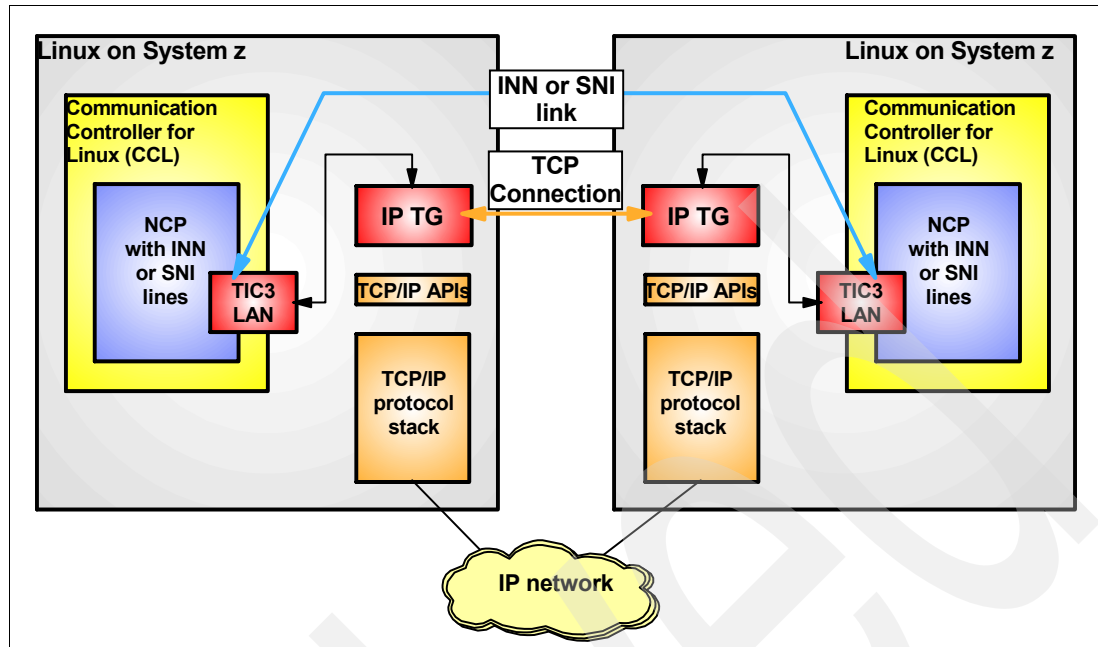 Linux on System z
Linux on System z
INN or SNI
link
Communication
Controller for
Linux (CCL)
Communication
Controller for
Linux (CCL)
TCP
Connection
IP TG
IP TG
NCP
with INN
or SNI
lines
NCP
with INN
or SNI
lines
TIC3
LAN
TIC3
LAN
TCP/IP APIs
TCP/IP APIs
TCP/IP
protocol
stack
TCP/IP
protocol
stack
IP network